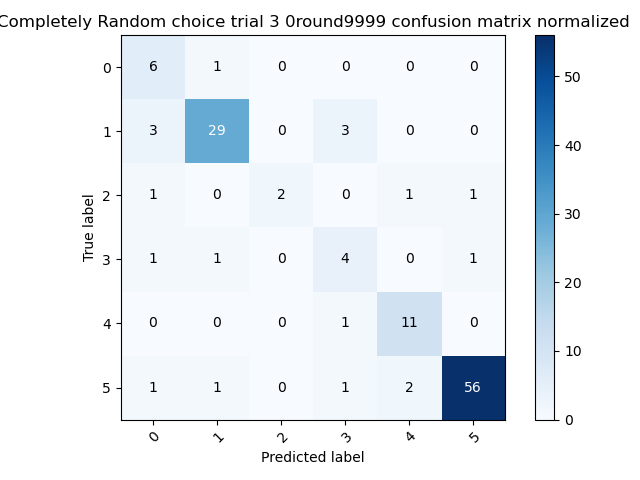 Completely Random choice trial 3 0round9999 confusion matrix normalized
True label
0 6 1 0 0 0 0
1 3 29 0 3 0 0
2 1 0 2 0 1 1
3 1 1 0 4 0 1
4 0 0 0 1 11 0
5 1 1 0 1 2 56
0 1 2 3 4 5
Predicted label
50
40
30
20
10
0